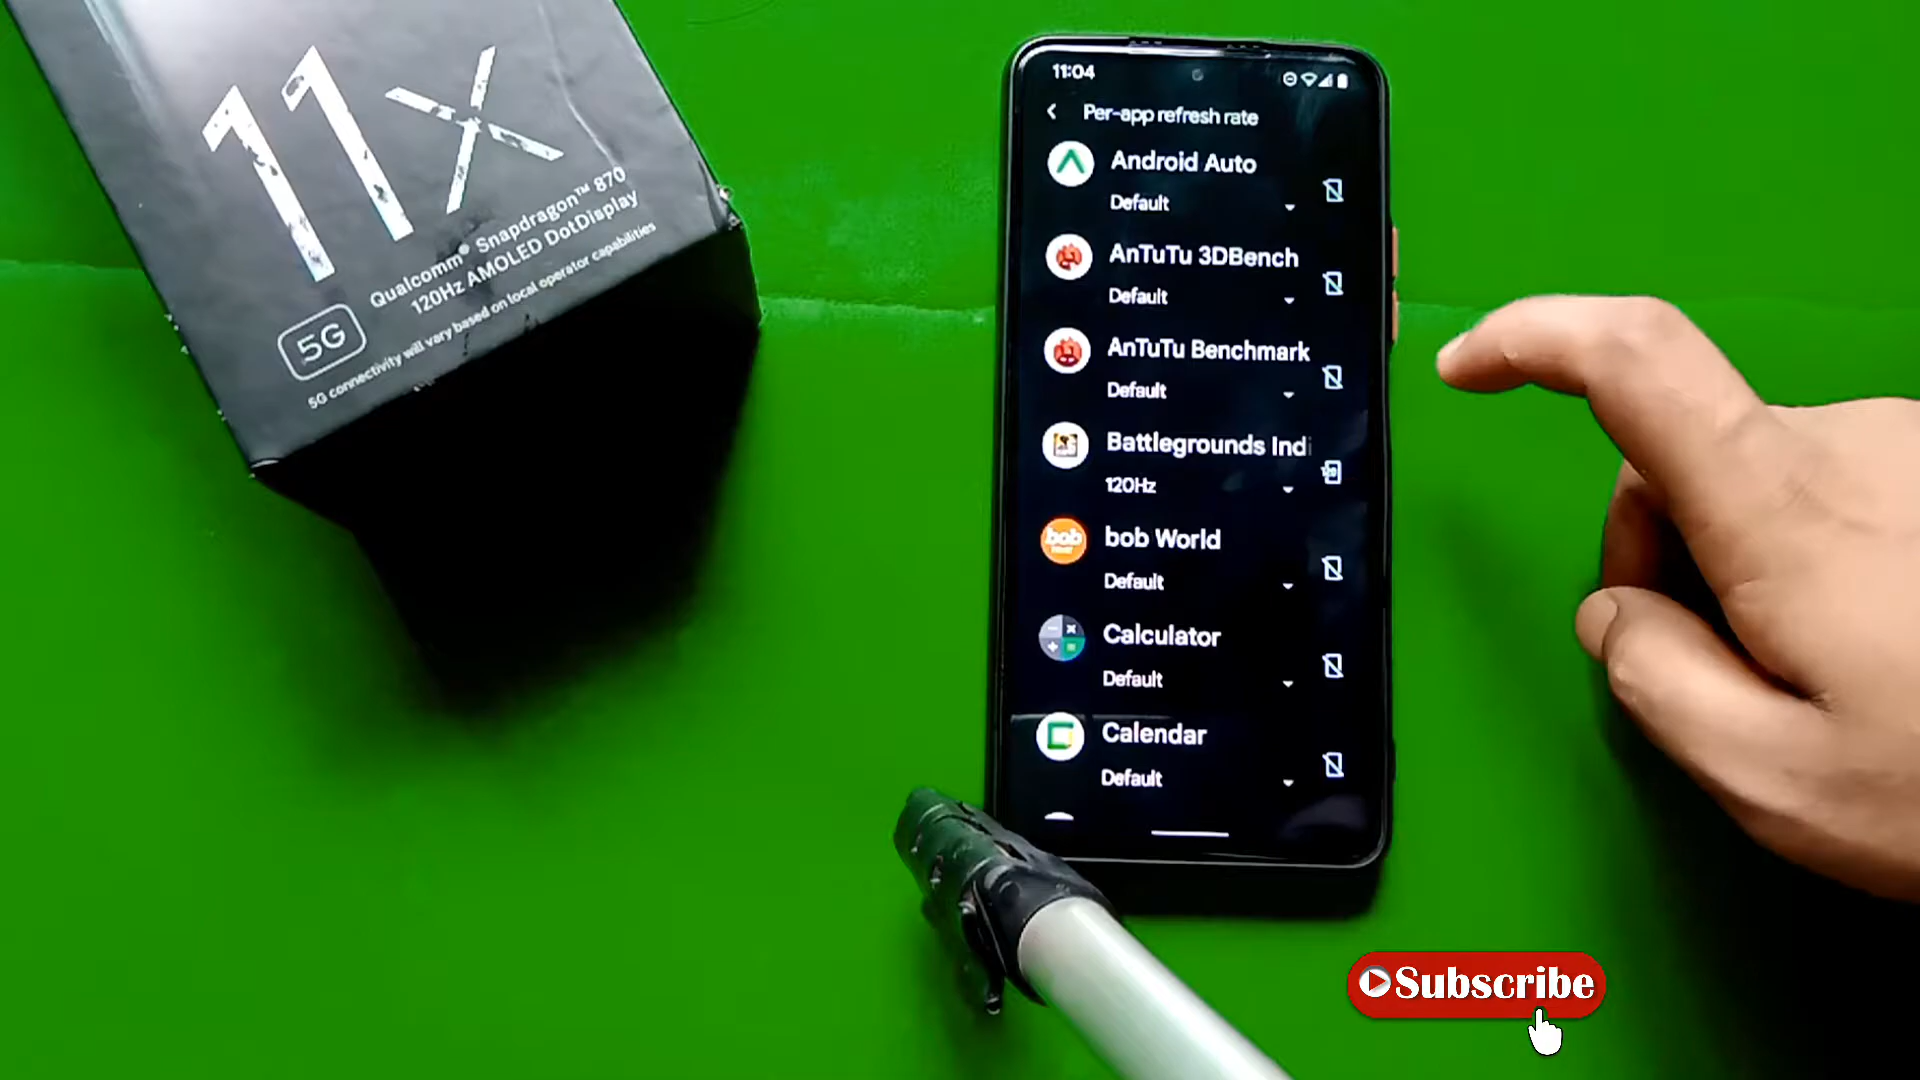 11X
Qualcomm® Snapdragon™ 870
120Hz AMOLED DotDisplay
5G
5G connectivity will vary based on local operator capabilities
11:04
Per-app refresh rate
Android Auto
Default
AnTuTu 3DBench
Default
AnTuTu Benchmark
Default
Battlegrounds Indi
120Hz
bob World
Default
Calculator
Default
Calendar
Default
bob
Subscribe